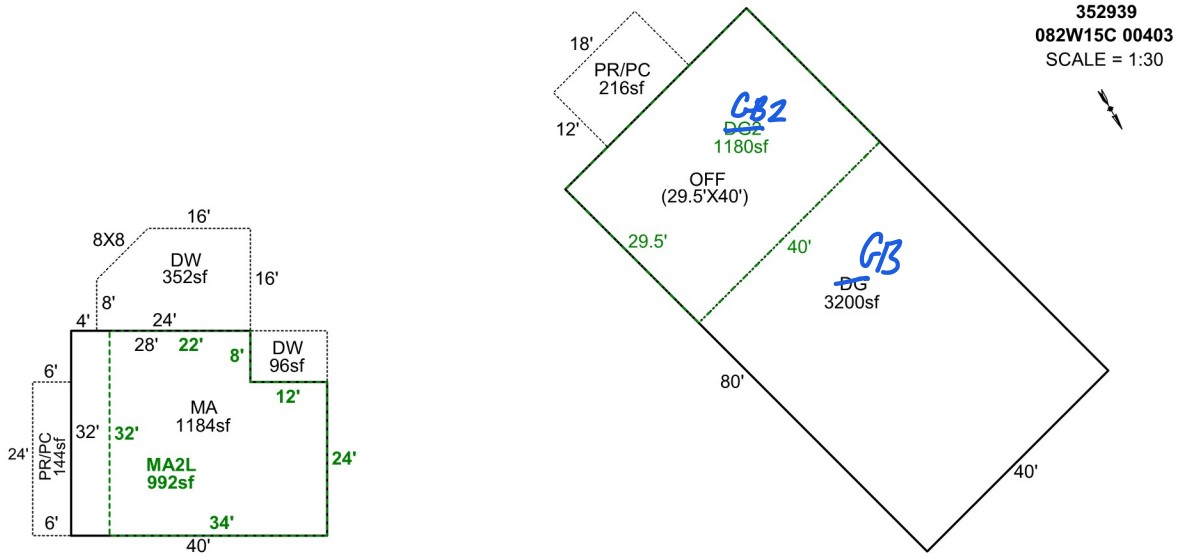 352939
082W15C 00403
SCALE = 1:30
18'
PR/PC
216sf
12'
GB2
DG2
1180sf
OFF
(29.5'X40')
29.5'
40'
GB
DG
3200sf
80'
40'
16'
8X8
DW
352sf
16'
8'
4'
24'
28'
22'
8'
DW
96sf
6'
12'
MA
1184sf
24'
PR/PC
144sf
32'
32'
MA2L
992sf
24'
6'
34'
40'